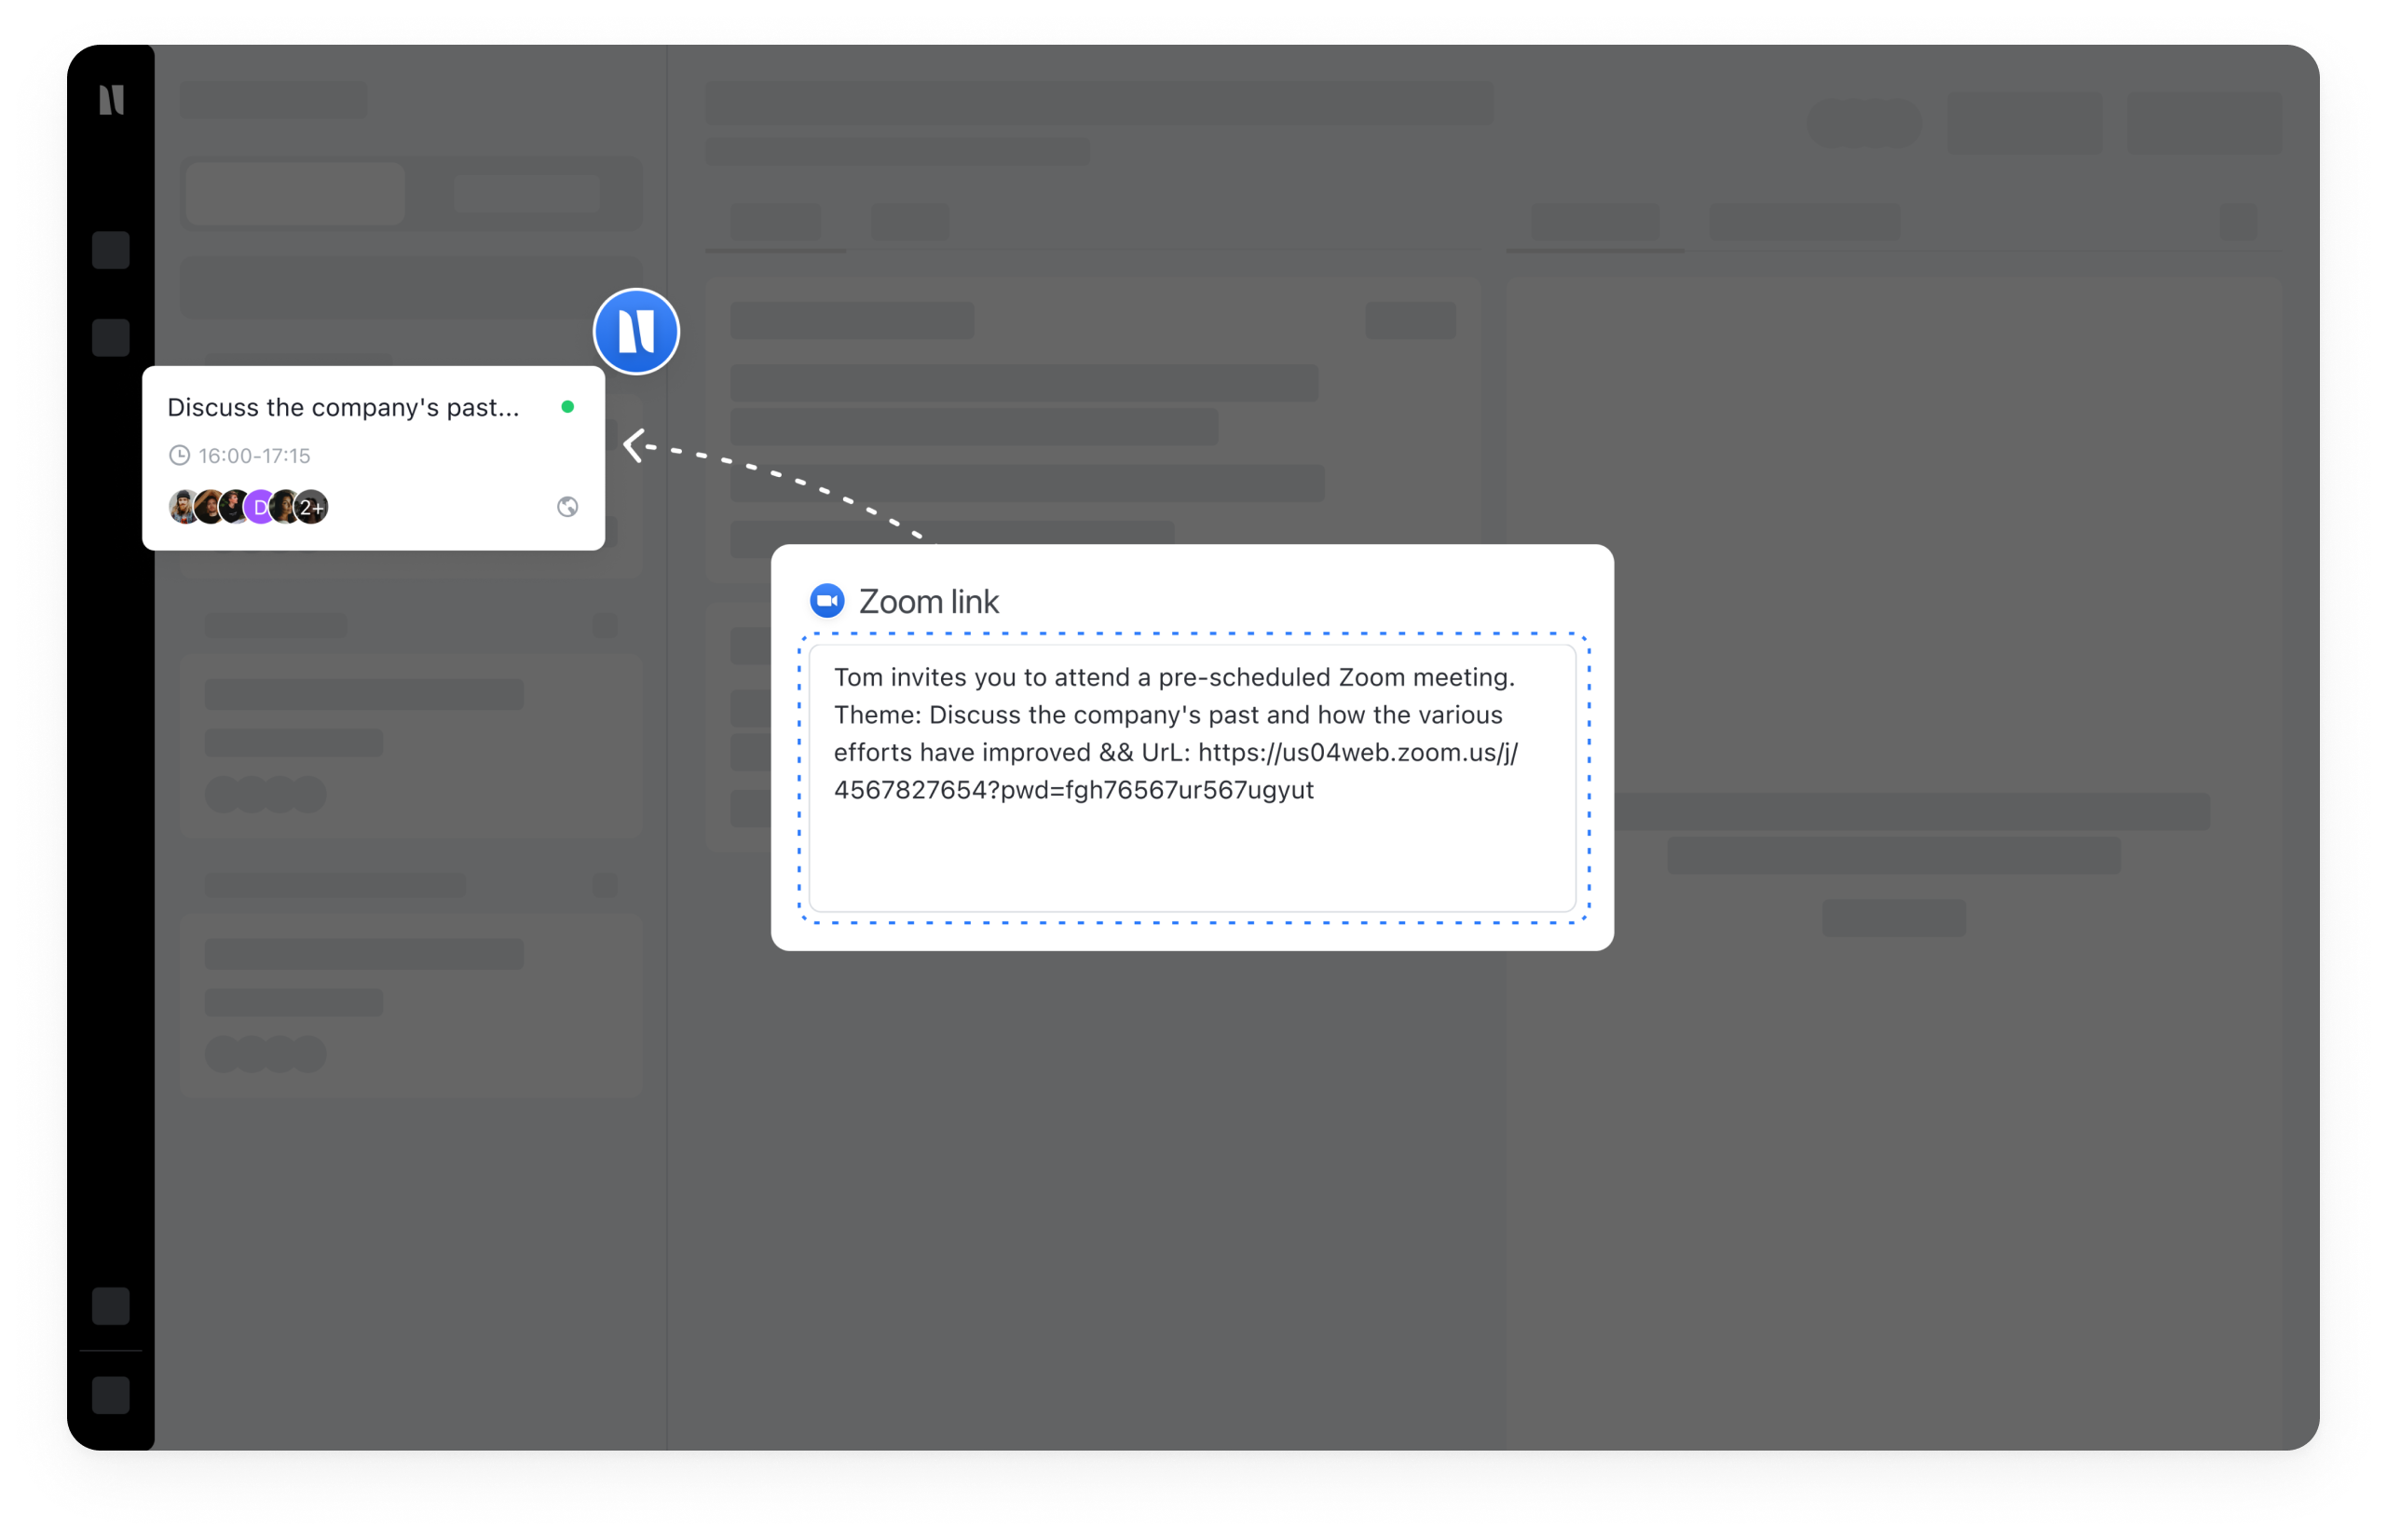 Discuss the company's past...
16:00-17:15
D
2+
Zoom link
Tom invites you to attend a pre-scheduled Zoom meeting.
Theme: Discuss the company's past and how the various
efforts have improved && UrL: https://us04web.zoom.us/j/
4567827654?pwd=fgh76567ur567ugyut